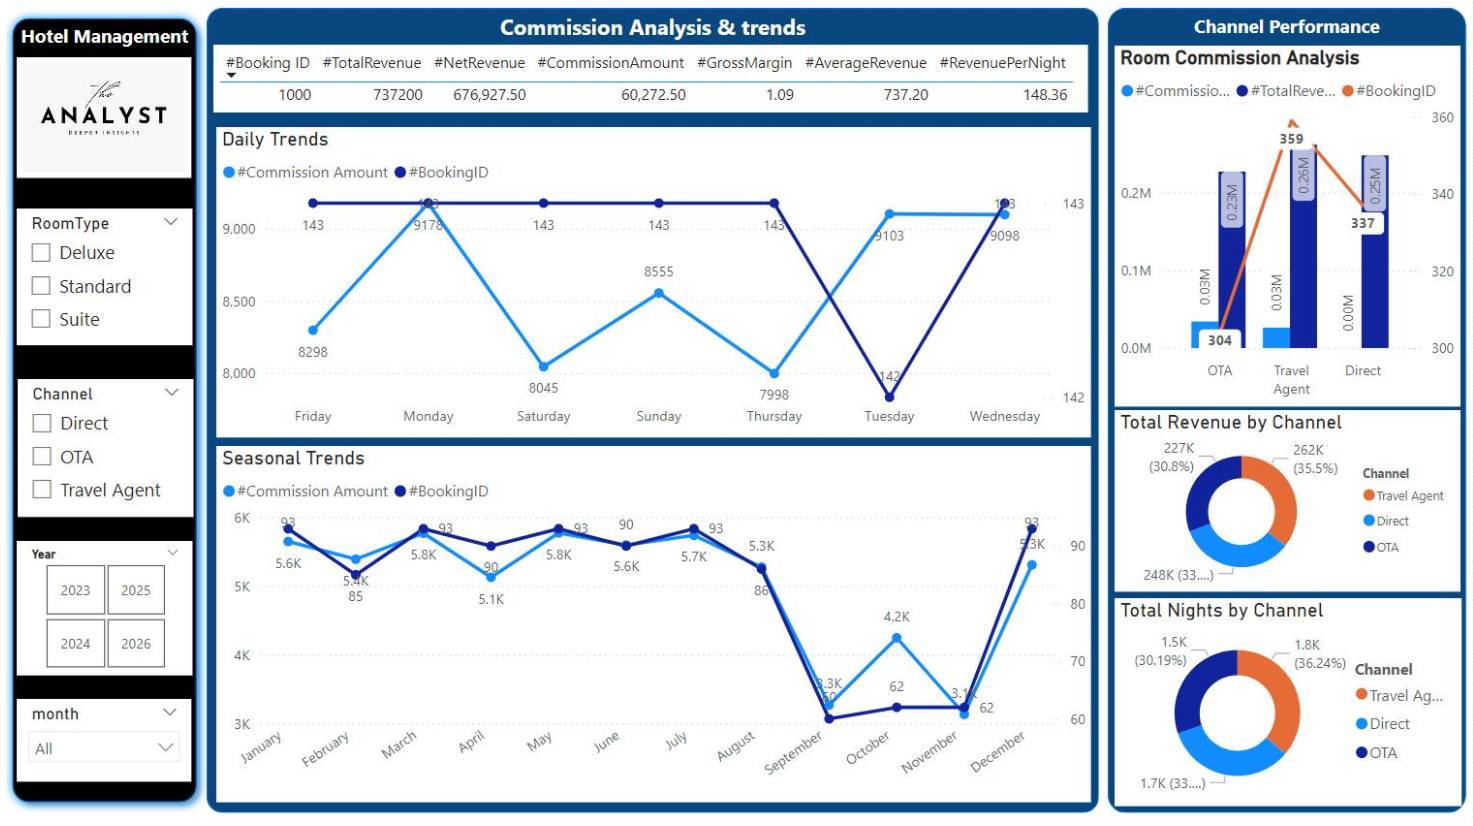 Hotel Management
The
ANALYST
DEEPER INSIGHTS
RoomType
Deluxe
Standard
Suite
Channel
Direct
OTA
Travel Agent
Year
2023 2025
2024 2026
month
All
Commission Analysis & trends
#Booking ID #TotalRevenue #NetRevenue #CommissionAmount #GrossMargin #AverageRevenue #RevenuePerNight
1000 737200 676,927.50 60,272.50 1.09 737.20 148.36
Daily Trends
#Commission Amount #BookingID
9,000
8,500
8,000
143 143 143 143 143 142 143
8298 9178 8045 8555 7998 9103 9098
143
142
Friday Monday Saturday Sunday Thursday Tuesday Wednesday
Seasonal Trends
#Commission Amount #BookingID
6K
5K
4K
3K
93 85 93 90 93 90 93 86 60 62 62 93
5.6K 5.4K 5.8K 5.1K 5.8K 5.6K 5.7K 5.3K 3.3K 4.2K 3.1K 5.3K
90
80
70
60
January February March April May June July August September October November December
Channel Performance
Room Commission Analysis
#Commissio... #TotalReve... #BookingID
0.2M
0.1M
0.0M
0.03M 0.23M 0.03M 0.26M 0.00M 0.25M
304 359 337
360
340
320
300
OTA Travel Agent Direct
Total Revenue by Channel
227K
(30.8%)
262K
(35.5%)
248K (33....)
Channel
Travel Agent
Direct
OTA
Total Nights by Channel
1.5K
(30.19%)
1.8K
(36.24%)
1.7K (33....)
Channel
Travel Ag...
Direct
OTA